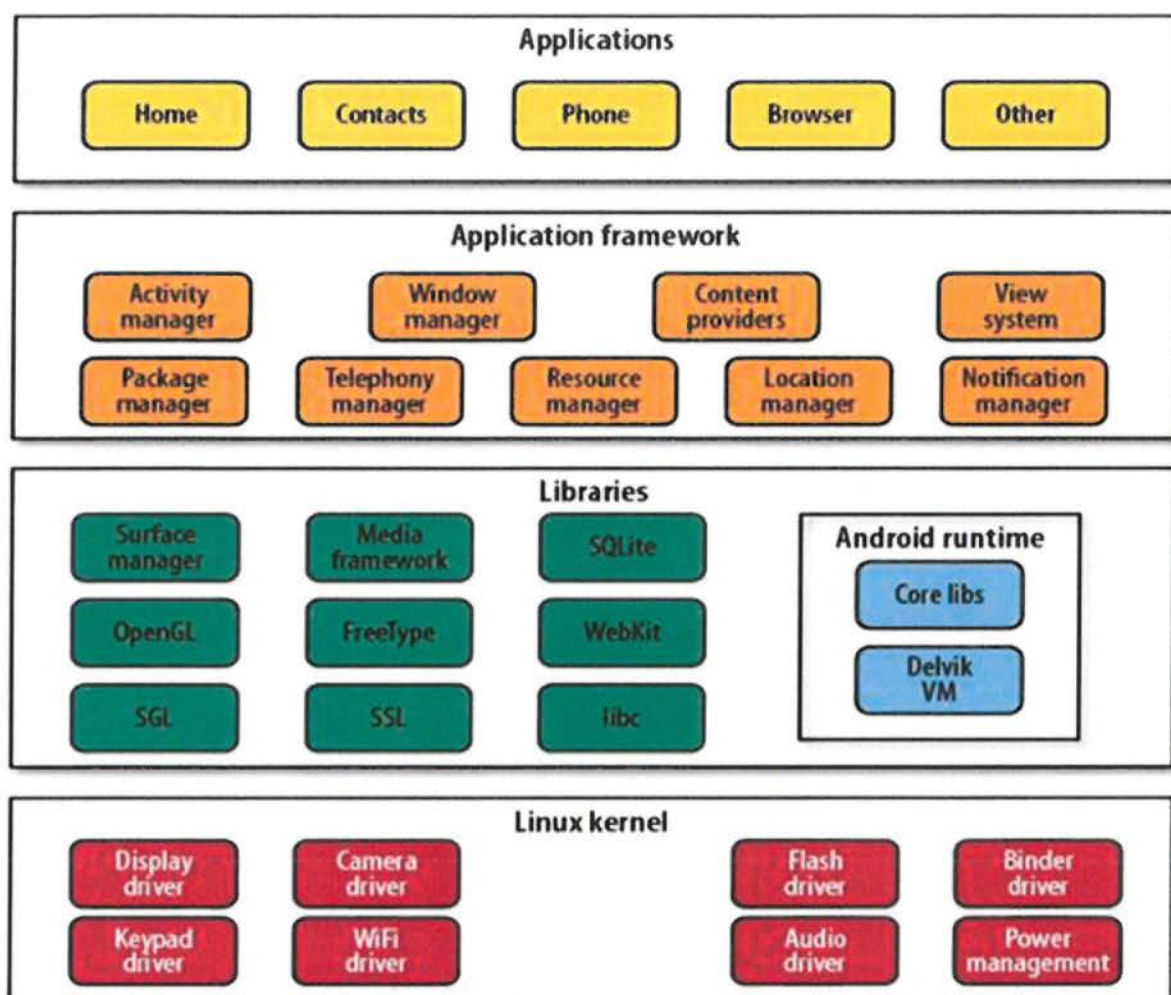 Applications
Home
Contacts
Phone
Browser
Other
Application framework
Activity
manager
Window
manager
Content
providers
View
system
Package
manager
Telephony
manager
Resource
manager
Location
manager
Notification
manager
Libraries
Surface
manager
Media
framework
SQLite
OpenGL
FreeType
WebKit
SGL
SSL
libc
Android runtime
Core libs
Delvik
VM
Linux kernel
Display
driver
Camera
driver
Flash
driver
Binder
driver
Keypad
driver
WiFi
driver
Audio
driver
Power
management